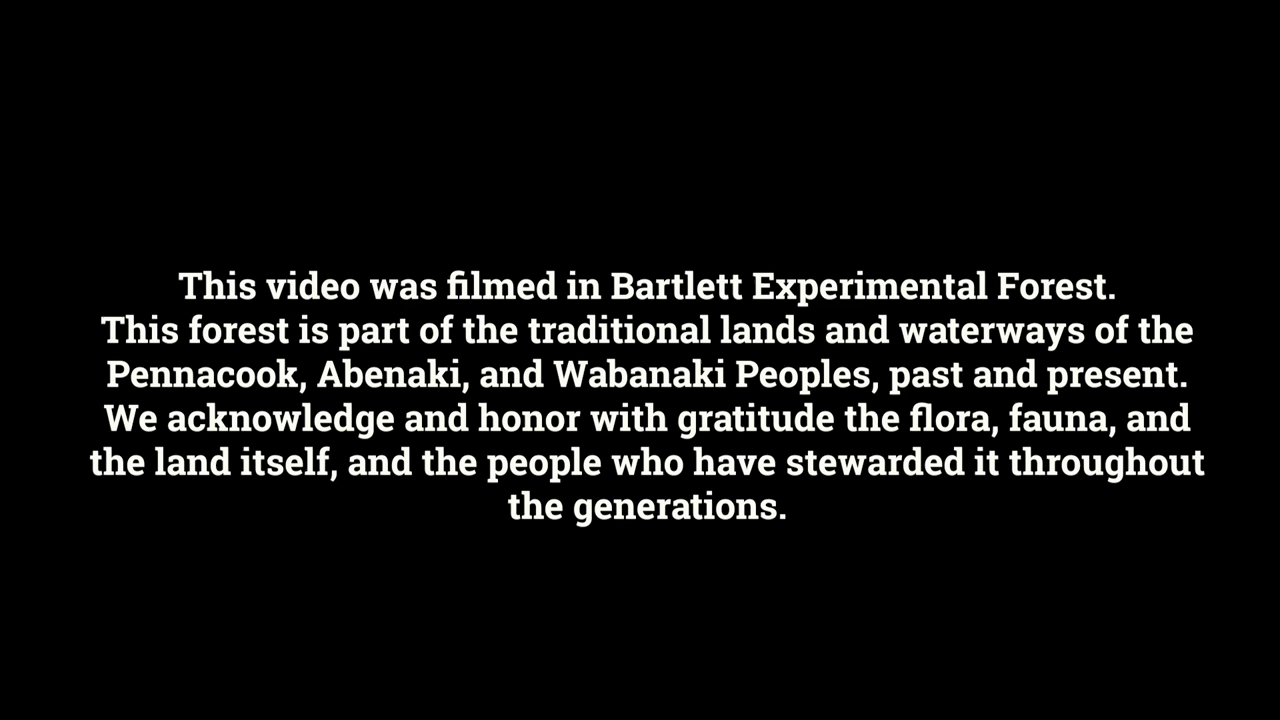 This video was filmed in Bartlett Experimental Forest.
This forest is part of the traditional lands and waterways of the
Pennacook, Abenaki, and Wabanaki Peoples, past and present.
We acknowledge and honor with gratitude the flora, fauna, and
the land itself, and the people who have stewarded it throughout
the generations.